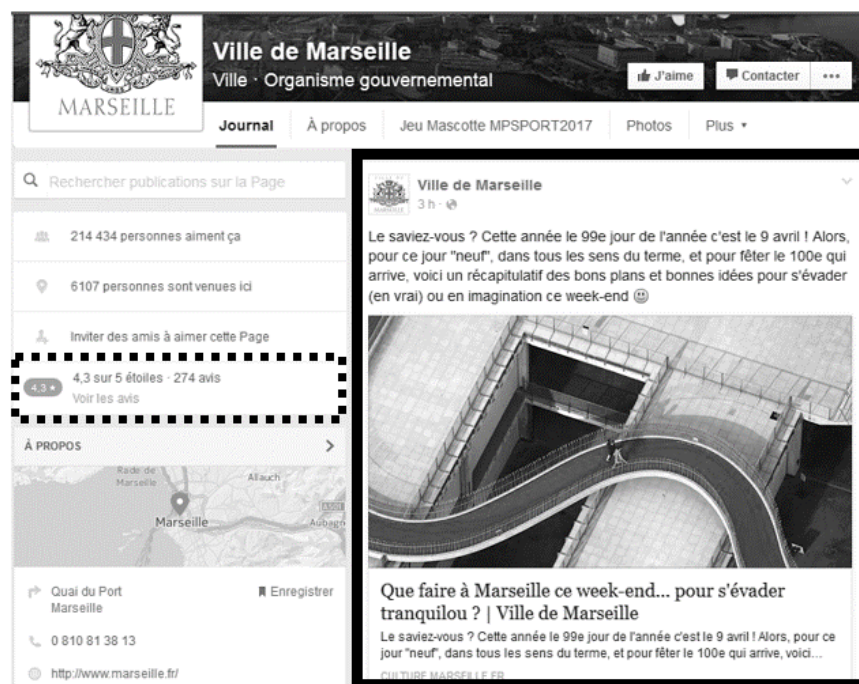 MARSEILLE
Ville de Marseille
Ville · Organisme gouvernemental
J'aime
Contacter
Journal
À propos
Jeu Mascotte MPSPORT2017
Photos
Plus
Rechercher publications sur la Page
214 434 personnes aiment ça
6107 personnes sont venues ici
Inviter des amis à aimer cette Page
4,3
4,3 sur 5 étoiles · 274 avis
Voir les avis
À PROPOS
Rade de
Marseille
Allauch
Marseille
A501
Aubagn
Quai du Port
Marseille
Enregistrer
0 810 81 38 13
http://www.marseille.fr/
MARSEILLE
Ville de Marseille
3 h ·
Le saviez-vous ? Cette année le 99e jour de l'année c'est le 9 avril ! Alors,
pour ce jour "neuf", dans tous les sens du terme, et pour fêter le 100e qui
arrive, voici un récapitulatif des bons plans et bonnes idées pour s'évader
(en vrai) ou en imagination ce week-end
Que faire à Marseille ce week-end... pour s'évader
tranquilou ? | Ville de Marseille
Le saviez-vous ? Cette année le 99e jour de l'année c'est le 9 avril ! Alors, pour ce
jour "neuf", dans tous les sens du terme, et pour fêter le 100e qui arrive, voici...
CULTURE.MARSEILLE.FR